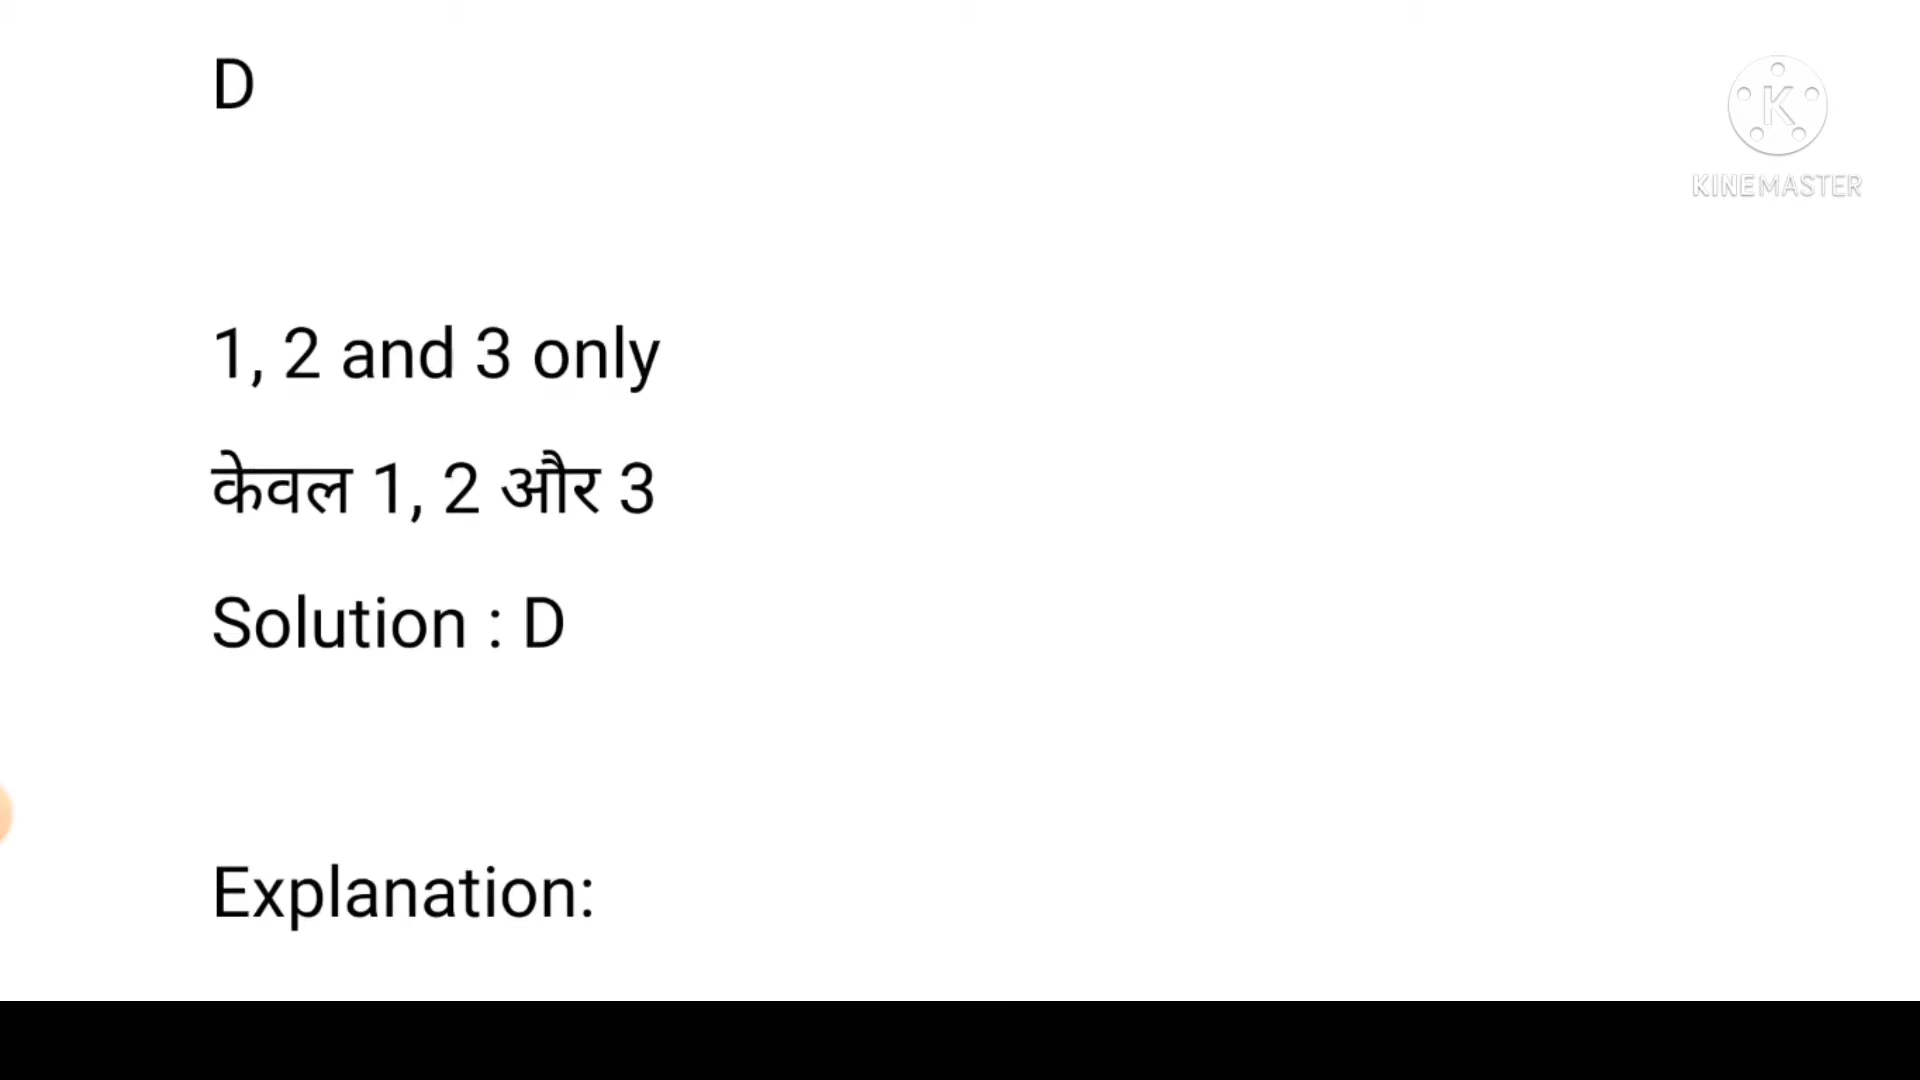 D
K
KINEMASTER
1, 2 and 3 only
केवल 1, 2 और 3
Solution : D
Explanation: